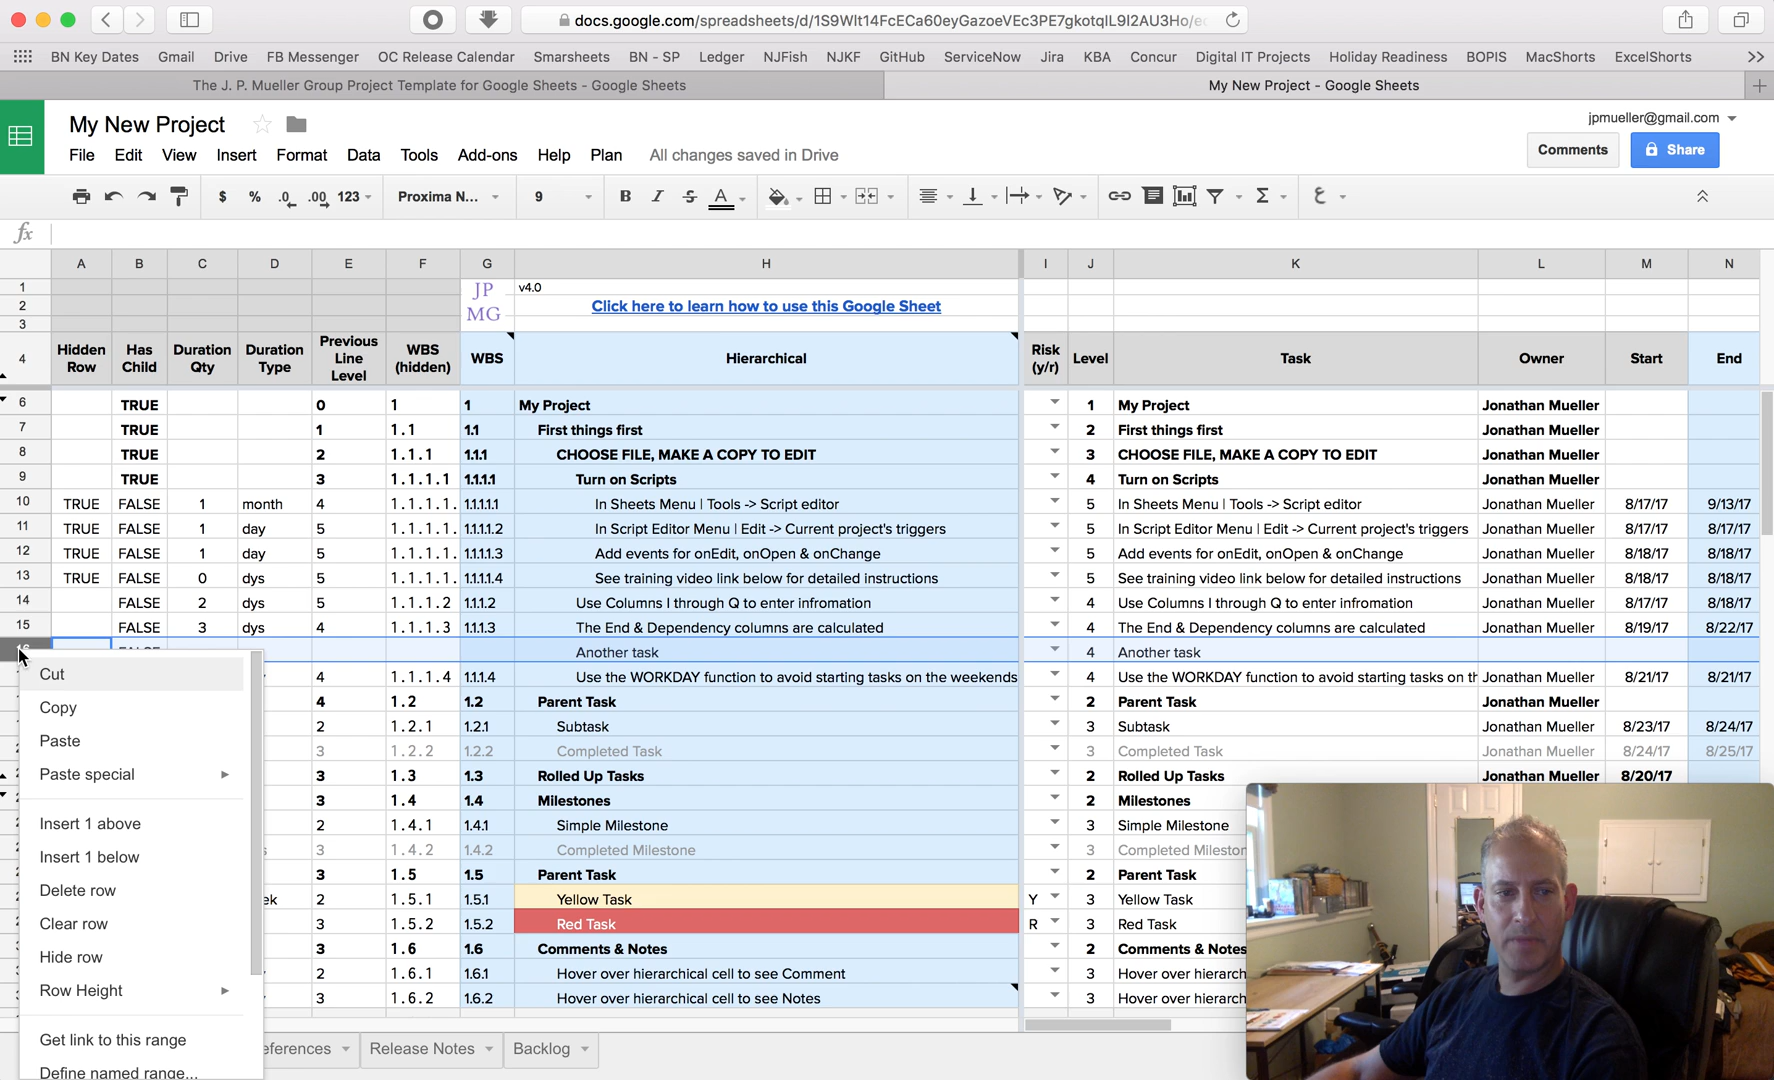 docs.google.com/spreadsheets/d/1S9WIt14FcECa60eyGazoeVEc3PE7gkotqIL9I2AU3Ho/e
BN Key Dates Gmail Drive FB Messenger OC Release Calendar Smarsheets BN - SP Ledger NJFish NJKF GitHub ServiceNow Jira KBA Concur Digital IT Projects Holiday Readiness BOPIS MacShorts ExcelShorts
The J. P. Mueller Group Project Template for Google Sheets - Google Sheets
My New Project - Google Sheets
My New Project
jpmueller@gmail.com
File Edit View Insert Format Data Tools Add-ons Help Plan All changes saved in Drive
Comments Share
$ % .0 .00 123 Proxima N... 9 B I S A
fx
A B C D E F G H I J K L M N
1 JP v4.0
2 MG Click here to learn how to use this Google Sheet
3
4 Hidden Row Has Child Duration Qty Duration Type Previous Line Level WBS (hidden) WBS Hierarchical Risk (y/r) Level Task Owner Start End
6 TRUE 0 1 1 My Project 1 My Project Jonathan Mueller
7 TRUE 1 1.1 1.1 First things first 2 First things first Jonathan Mueller
8 TRUE 2 1.1.1 1.1.1 CHOOSE FILE, MAKE A COPY TO EDIT 3 CHOOSE FILE, MAKE A COPY TO EDIT Jonathan Mueller
9 TRUE 3 1.1.1.1 1.1.1.1 Turn on Scripts 4 Turn on Scripts Jonathan Mueller
10 TRUE FALSE 1 month 4 1.1.1.1. 1.1.1.1.1 In Sheets Menu | Tools -> Script editor 5 In Sheets Menu | Tools -> Script editor Jonathan Mueller 8/17/17 9/13/17
11 TRUE FALSE 1 day 5 1.1.1.1. 1.1.1.1.2 In Script Editor Menu | Edit -> Current project's triggers 5 In Script Editor Menu | Edit -> Current project's triggers Jonathan Mueller 8/17/17 8/17/17
12 TRUE FALSE 1 day 5 1.1.1.1. 1.1.1.1.3 Add events for onEdit, onOpen & onChange 5 Add events for onEdit, onOpen & onChange Jonathan Mueller 8/18/17 8/18/17
13 TRUE FALSE 0 dys 5 1.1.1.1. 1.1.1.1.4 See training video link below for detailed instructions 5 See training video link below for detailed instructions Jonathan Mueller 8/18/17 8/18/17
14 FALSE 2 dys 5 1.1.1.2 1.1.1.2 Use Columns I through Q to enter infromation 4 Use Columns I through Q to enter infromation Jonathan Mueller 8/17/17 8/18/17
15 FALSE 3 dys 4 1.1.1.3 1.1.1.3 The End & Dependency columns are calculated 4 The End & Dependency columns are calculated Jonathan Mueller 8/19/17 8/22/17
Another task 4 Another task
4 1.1.1.4 1.1.1.4 Use the WORKDAY function to avoid starting tasks on the weekends 4 Use the WORKDAY function to avoid starting tasks on th Jonathan Mueller 8/21/17 8/21/17
4 1.2 1.2 Parent Task 2 Parent Task Jonathan Mueller
2 1.2.1 1.2.1 Subtask 3 Subtask Jonathan Mueller 8/23/17 8/24/17
3 1.2.2 1.2.2 Completed Task 3 Completed Task Jonathan Mueller 8/24/17 8/25/17
3 1.3 1.3 Rolled Up Tasks 2 Rolled Up Tasks Jonathan Mueller 8/20/17
3 1.4 1.4 Milestones 2 Milestones
2 1.4.1 1.4.1 Simple Milestone 3 Simple Milestone
3 1.4.2 1.4.2 Completed Milestone 3 Completed Mileston
3 1.5 1.5 Parent Task 2 Parent Task
ek 2 1.5.1 1.5.1 Yellow Task Y 3 Yellow Task
3 1.5.2 1.5.2 Red Task R 3 Red Task
3 1.6 1.6 Comments & Notes 2 Comments & Notes
2 1.6.1 1.6.1 Hover over hierarchical cell to see Comment 3 Hover over hierarch
3 1.6.2 1.6.2 Hover over hierarchical cell to see Notes 3 Hover over hierarch
Cut
Copy
Paste
Paste special
Insert 1 above
Insert 1 below
Delete row
Clear row
Hide row
Row Height
Get link to this range
Define named range...
eferences Release Notes Backlog